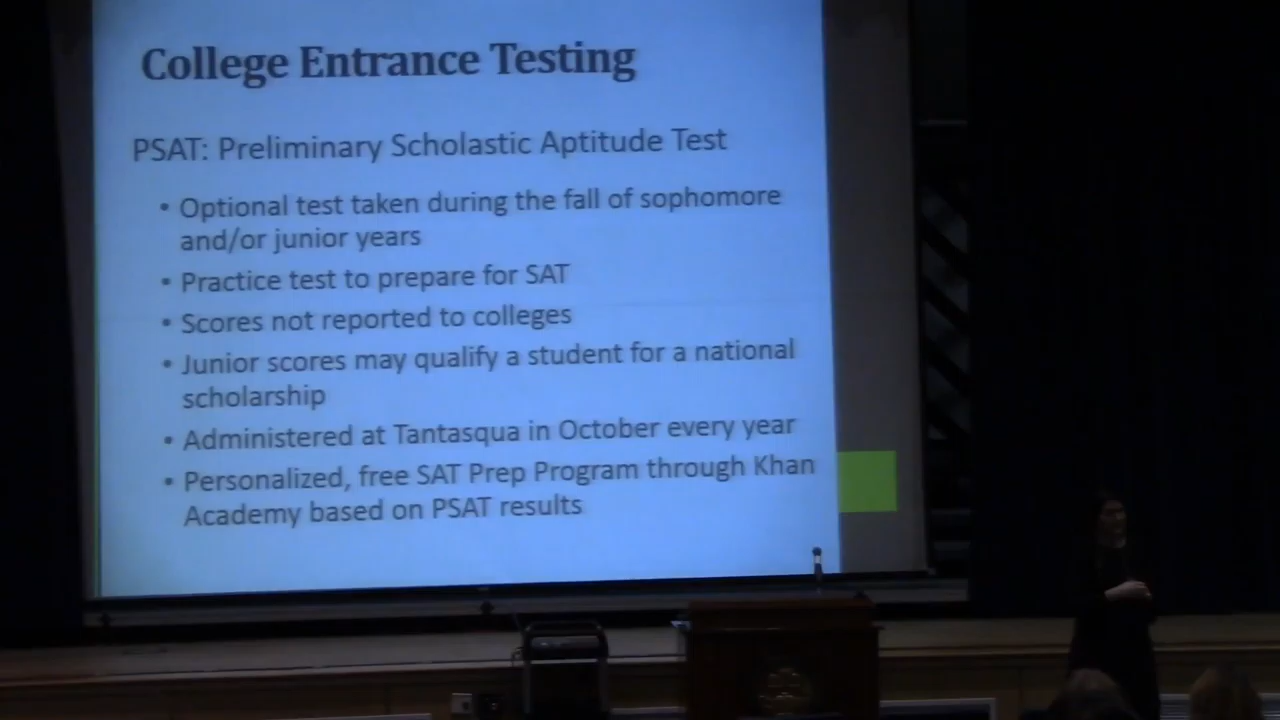 College Entrance Testing
PSAT: Preliminary Scholastic Aptitude Test
• Optional test taken during the fall of sophomore
and/or junior years
• Practice test to prepare for SAT
• Scores not reported to colleges
• Junior scores may qualify a student for a national
scholarship
• Administered at Tantasqua in October every year
• Personalized, free SAT Prep Program through Khan
Academy based on PSAT results